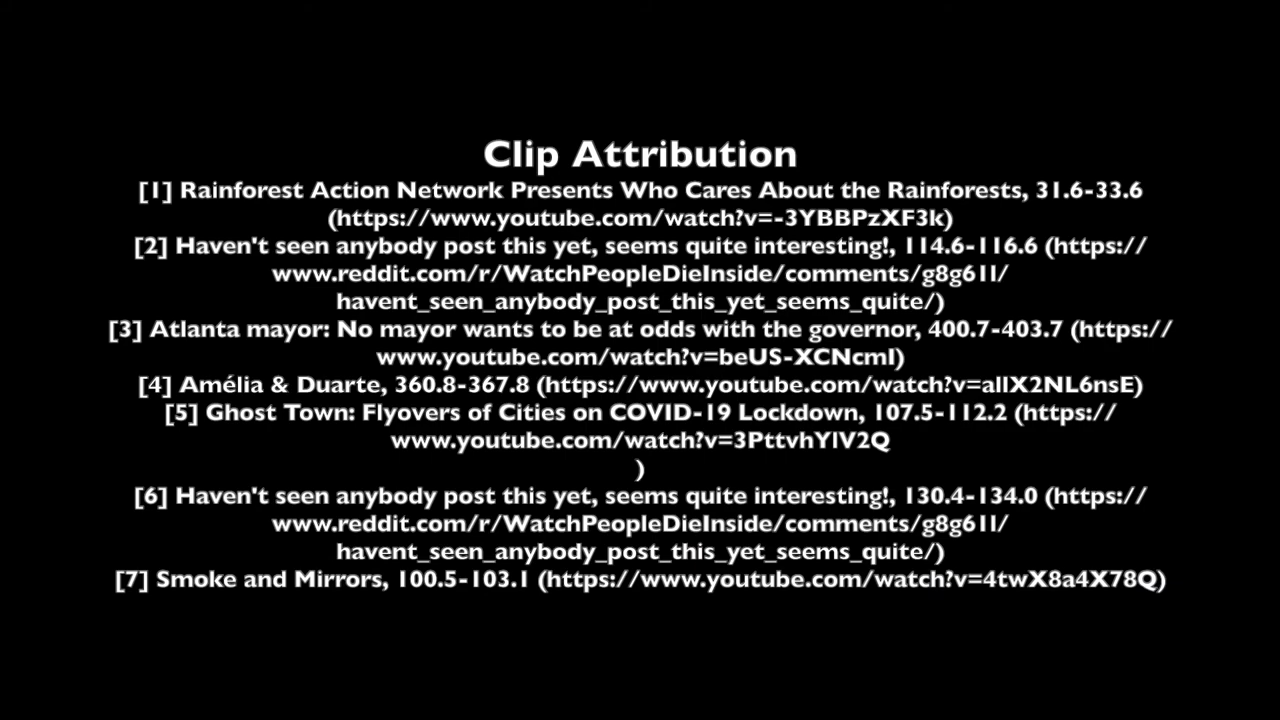 Clip Attribution
[1] Rainforest Action Network Presents Who Cares About the Rainforests, 31.6-33.6
(https://www.youtube.com/watch?v=-3YBBPzXF3k)
[2] Haven't seen anybody post this yet, seems quite interesting!, 114.6-116.6 (https://
www.reddit.com/r/WatchPeopleDieInside/comments/g8g61l/
havent_seen_anybody_post_this_yet_seems_quite/)
[3] Atlanta mayor: No mayor wants to be at odds with the governor, 400.7-403.7 (https://
www.youtube.com/watch?v=beUS-XCNcmI)
[4] Amélia & Duarte, 360.8-367.8 (https://www.youtube.com/watch?v=alIX2NL6nsE)
[5] Ghost Town: Flyovers of Cities on COVID-19 Lockdown, 107.5-112.2 (https://
www.youtube.com/watch?v=3PttvhYlV2Q
)
[6] Haven't seen anybody post this yet, seems quite interesting!, 130.4-134.0 (https://
www.reddit.com/r/WatchPeopleDieInside/comments/g8g61l/
havent_seen_anybody_post_this_yet_seems_quite/)
[7] Smoke and Mirrors, 100.5-103.1 (https://www.youtube.com/watch?v=4twX8a4X78Q)